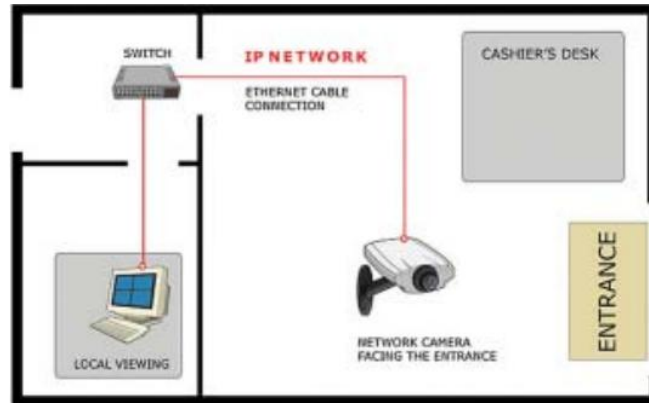 SWITCH
IP NETWORK
CASHIER'S DESK
ETHERNET CABLE
CONNECTION
ENTRANCE
NETWORK CAMERA
FACING THE ENTRANCE
LOCAL VIEWING